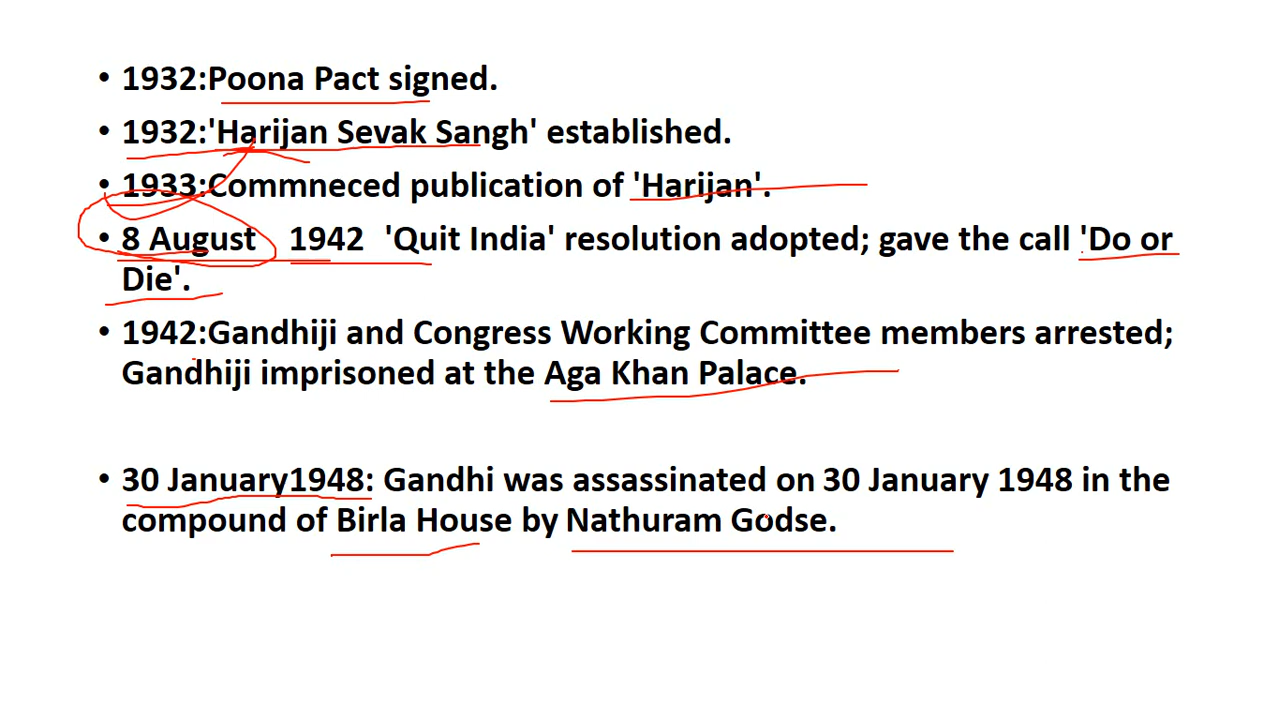 • 1932:Poona Pact signed.
• 1932:'Harijan Sevak Sangh' established.
• 1933:Commneced publication of 'Harijan'.
• 8 August 1942 'Quit India' resolution adopted; gave the call 'Do or
Die'.
• 1942:Gandhiji and Congress Working Committee members arrested;
Gandhiji imprisoned at the Aga Khan Palace.
• 30 January1948: Gandhi was assassinated on 30 January 1948 in the
compound of Birla House by Nathuram Godse.